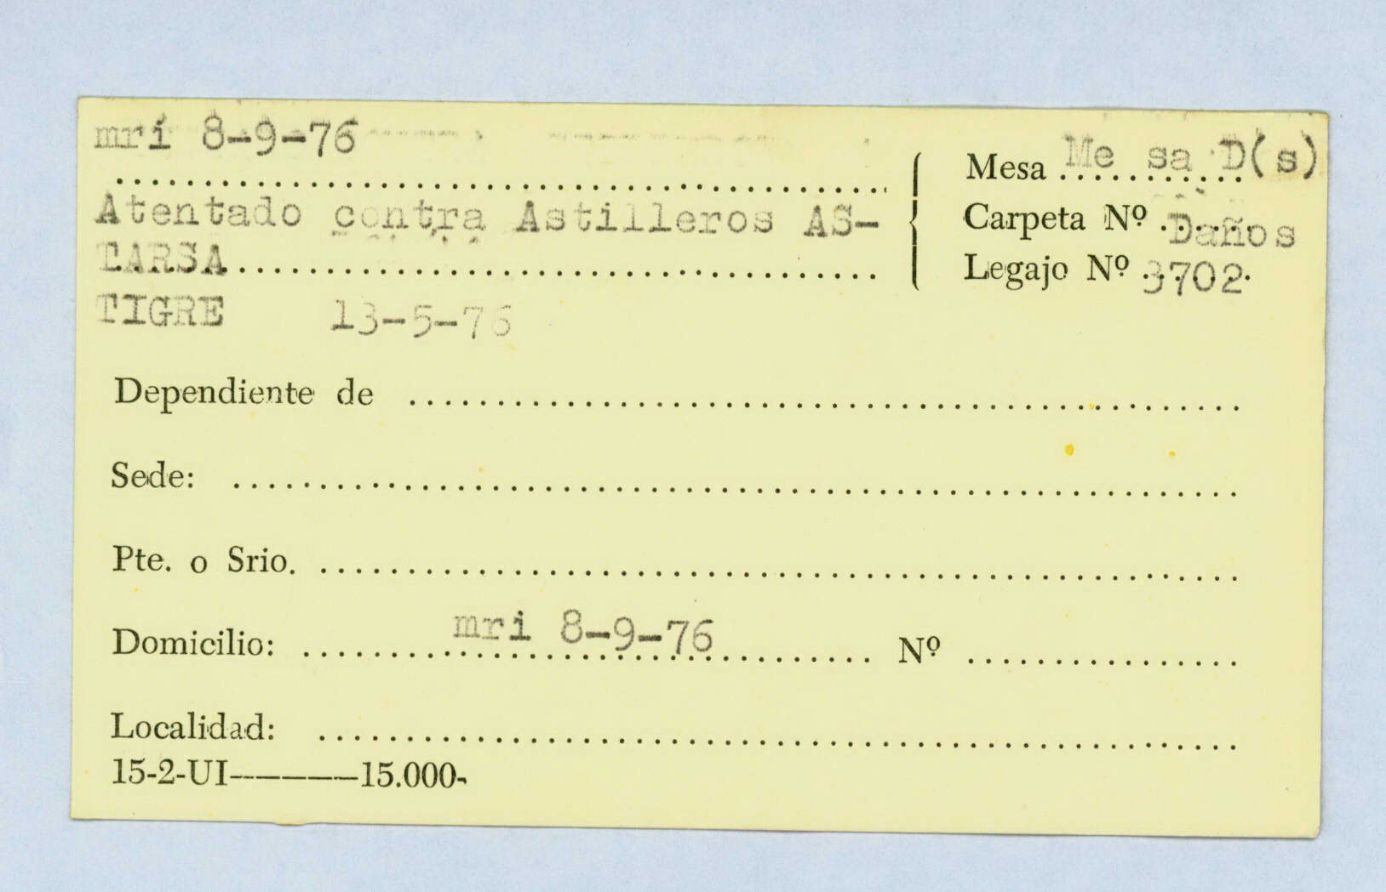 mri 8-9-76
Mesa Me sa D(s)
Atentado contra Astilleros AS-
Carpeta Nº Daños
TARSA
Legajo Nº 3702
TIGRE 13-5-76
Dependiente de
Sede:
Pte. o Srio.
Domicilio: mri 8-9-76 Nº
Localidad:
15-2-UI------15.000-